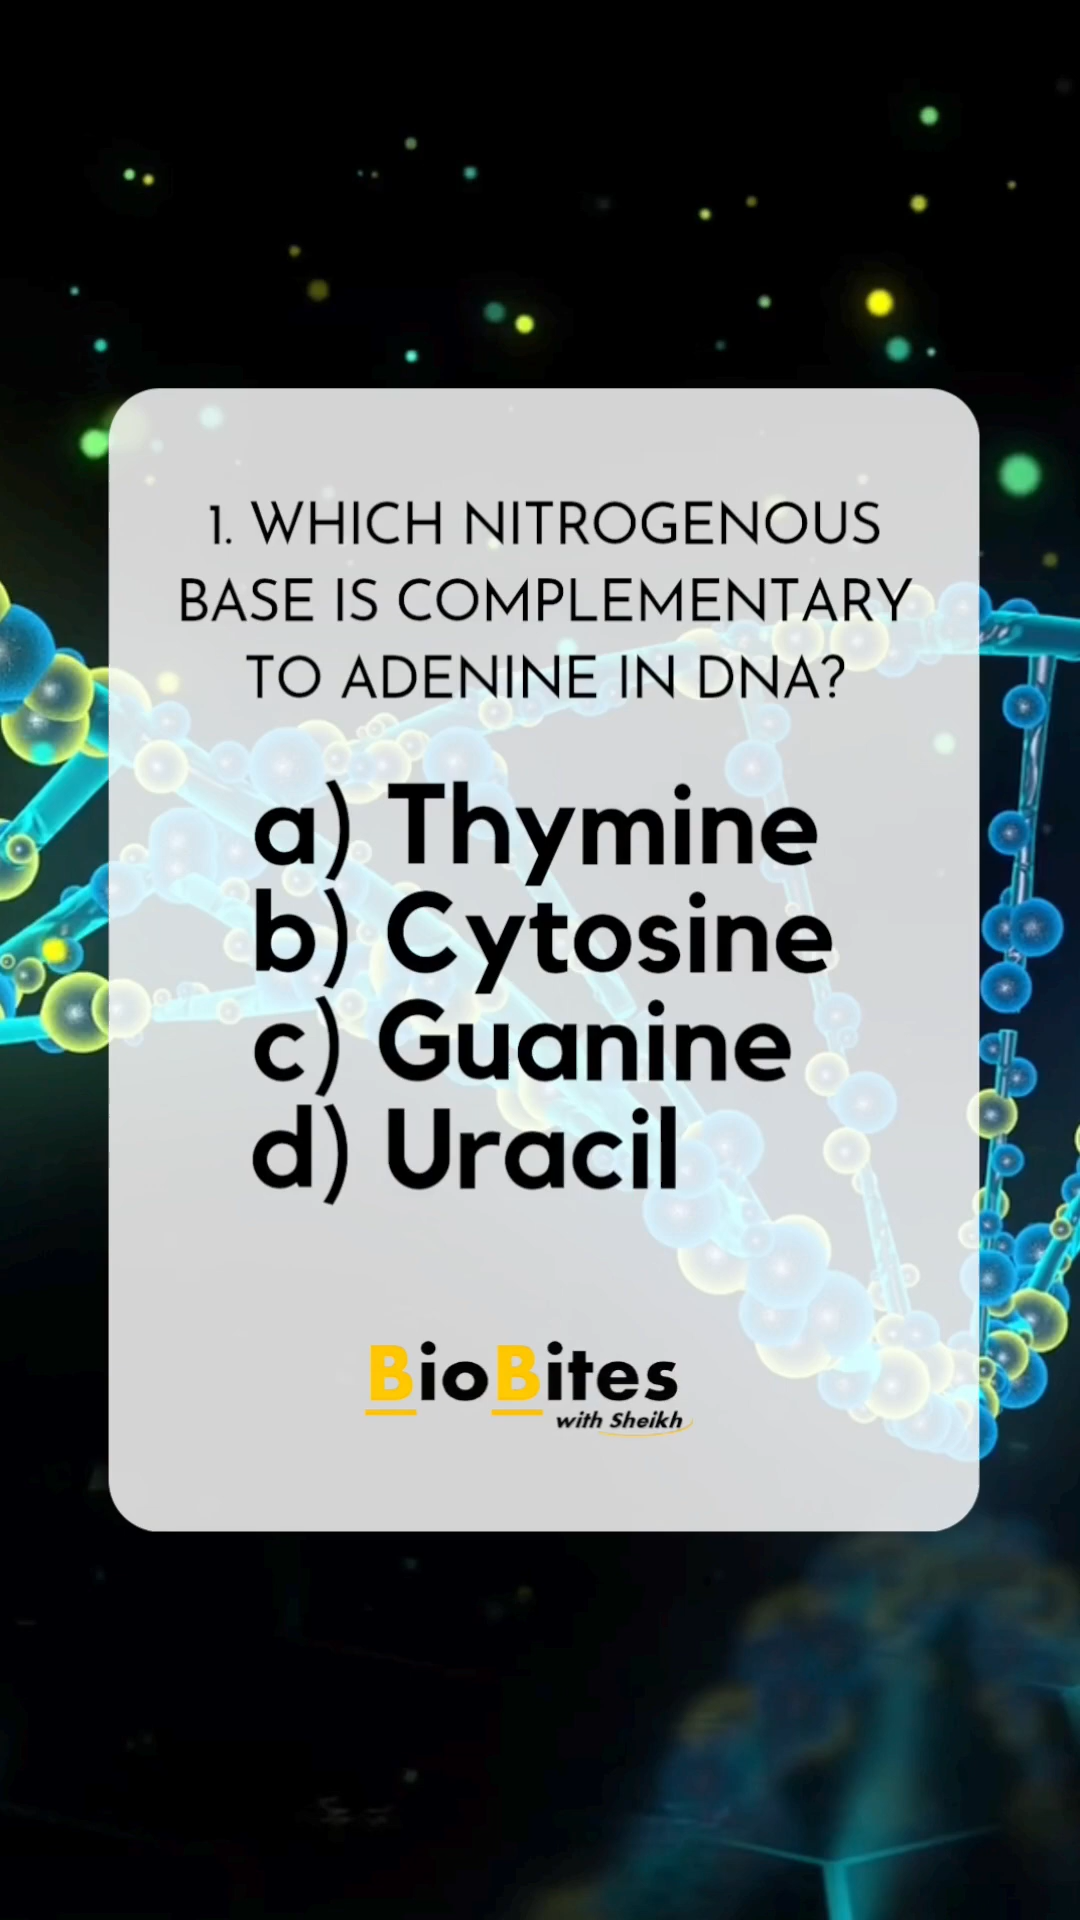 1. WHICH NITROGENOUS
BASE IS COMPLEMENTARY
TO ADENINE IN DNA?
a) Thymine
b) Cytosine
c) Guanine
d) Uracil
BioBites
with Sheikh